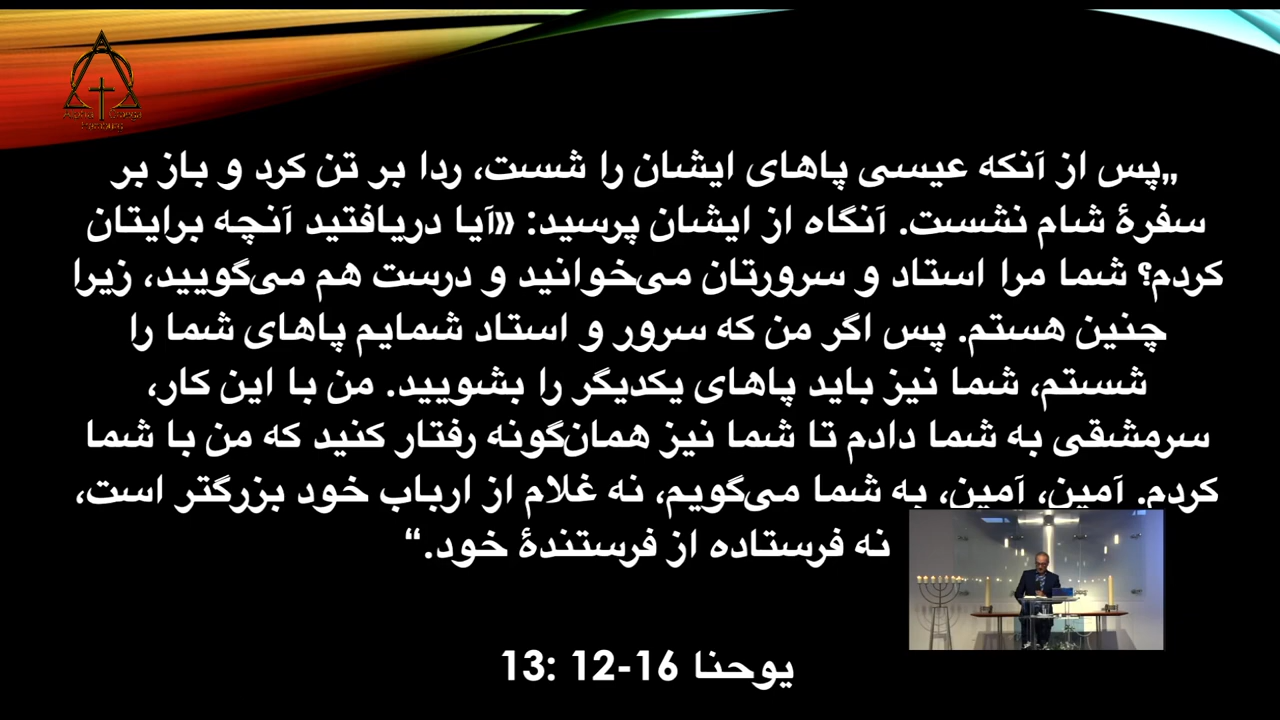 Alpha Omega
„پس از آنکه عیسی پاهای ایشان را شست، ردا بر تن کرد و باز بر
سفرهٔ شام نشست. آنگاه از ایشان پرسید: «آیا دریافتید آنچه برایتان
کردم؟ شما مرا استاد و سرورتان می‌خوانید و درست هم می‌گویید، زیرا
چنین هستم. پس اگر من که سرور و استاد شمایم پاهای شما را
شستم، شما نیز باید پاهای یکدیگر را بشویید. من با این کار،
سرمشقی به شما دادم تا شما نیز همان‌گونه رفتار کنید که من با شما
کردم. آمین، آمین، به شما می‌گویم، نه غلام از ارباب خود بزرگتر است،
نه فرستاده از فرستندهٔ خود.“
یوحنا 16-12 :13